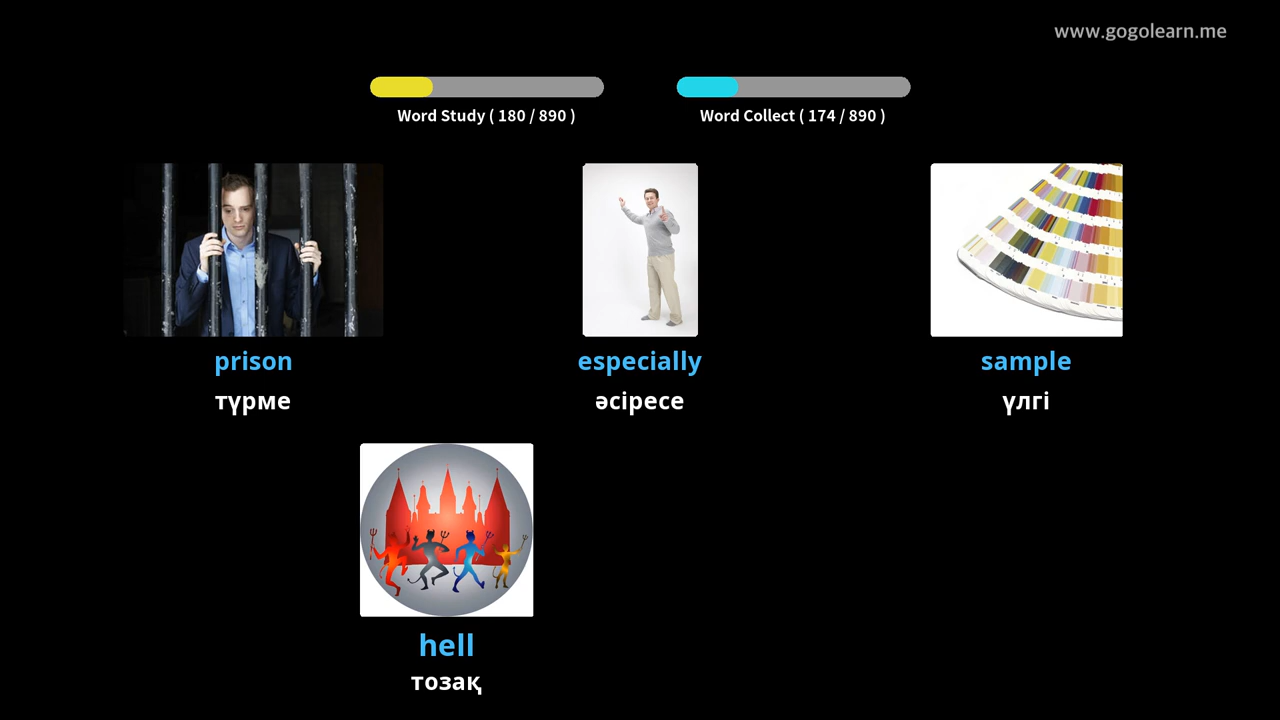 www.gogolearn.me
Word Study ( 180 / 890 )
Word Collect ( 174 / 890 )
prison
especially
sample
түрме
әсіресе
үлгі
hell
тозақ